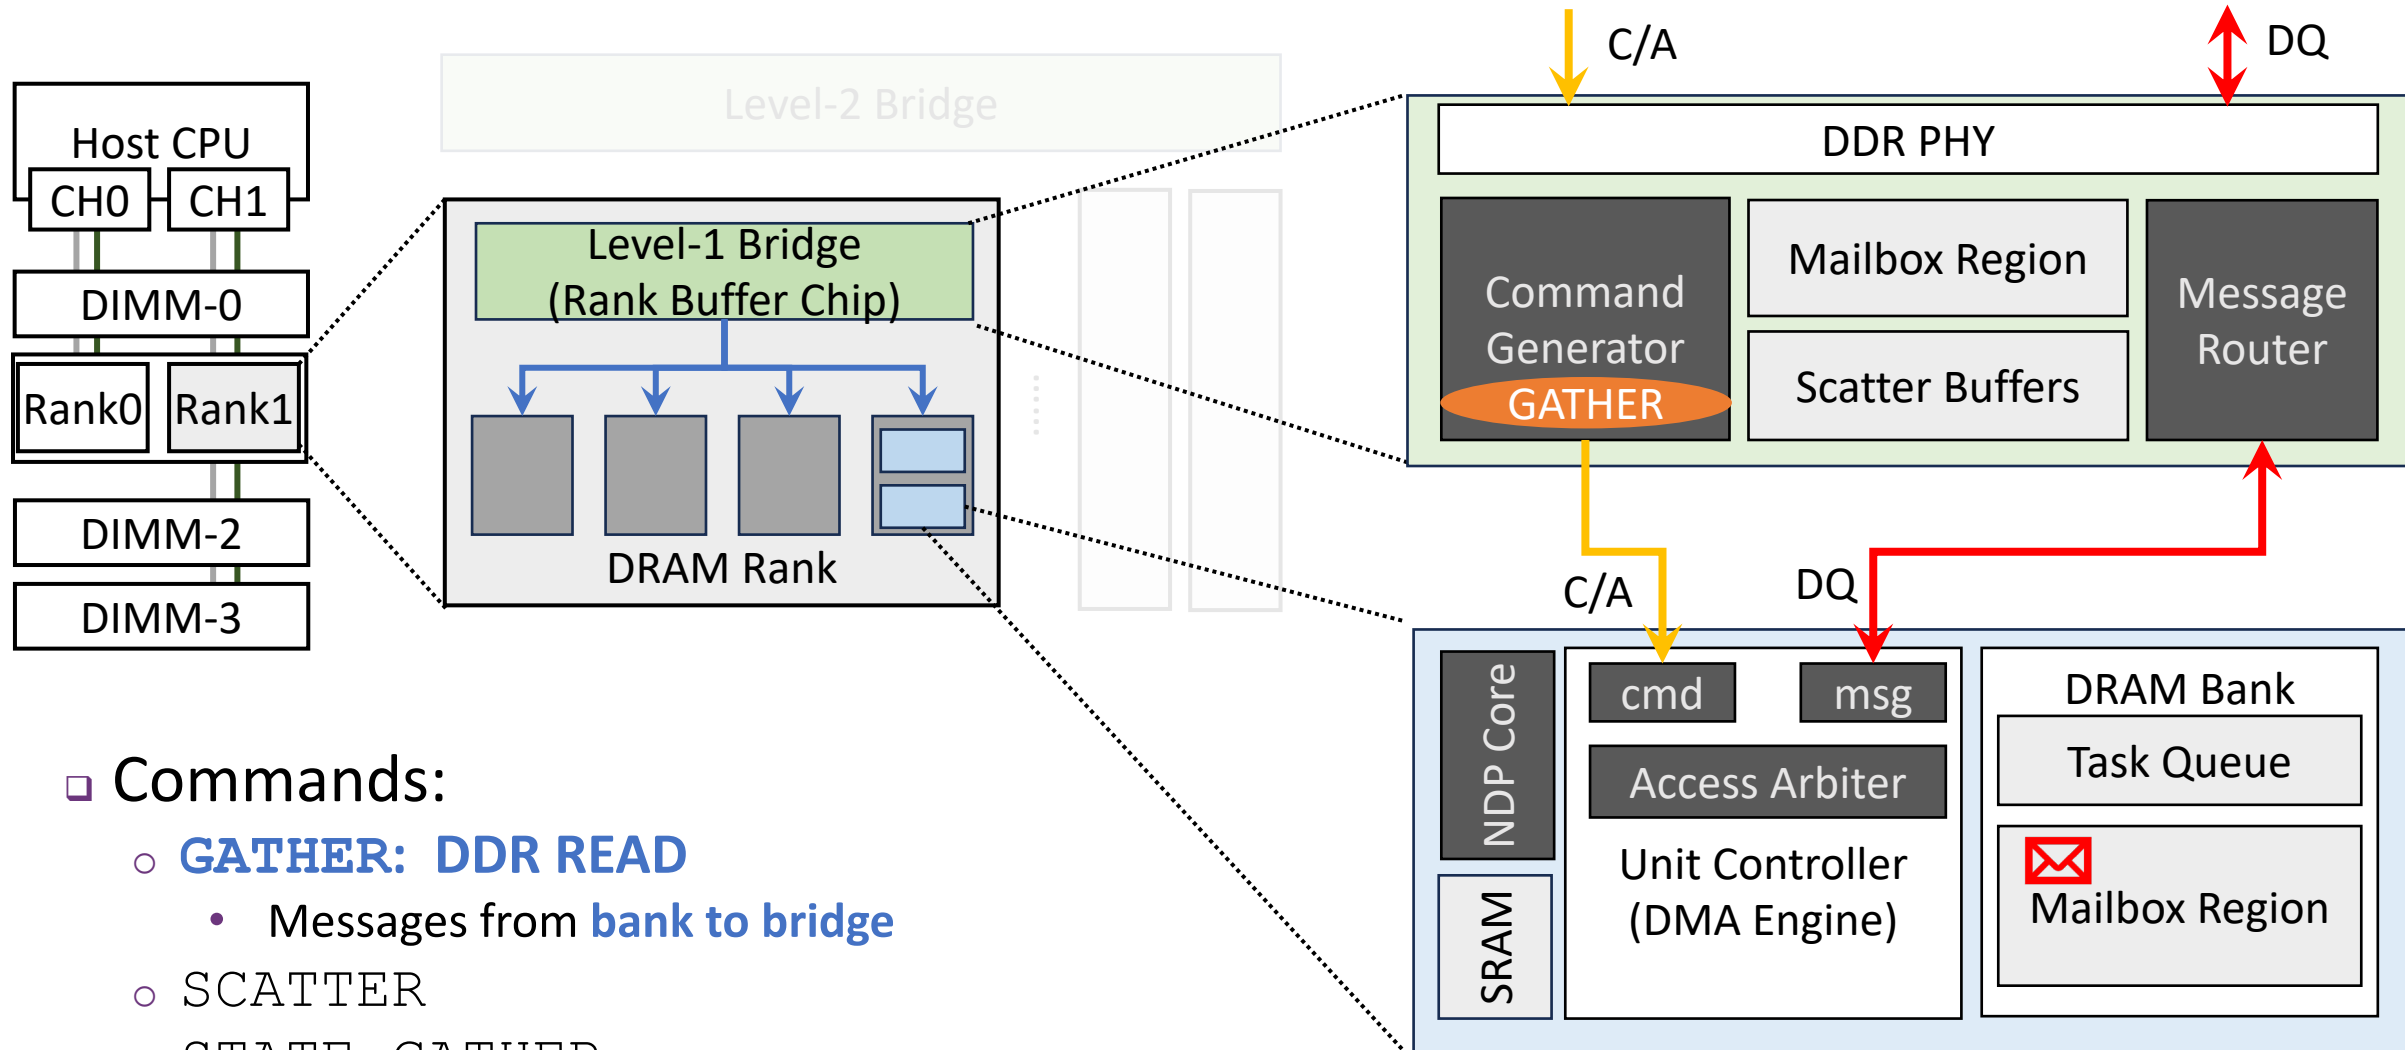 Host CPU
CH0
CH1
DIMM-0
Rank0
Rank1
DIMM-2
DIMM-3
Level-2 Bridge
Level-1 Bridge
(Rank Buffer Chip)
DRAM Rank
C/A
DQ
DDR PHY
Command
Generator
GATHER
Mailbox Region
Scatter Buffers
Message
Router
C/A
DQ
NDP Core
SRAM
cmd
msg
Access Arbiter
Unit Controller
(DMA Engine)
DRAM Bank
Task Queue
Mailbox Region
Commands:
GATHER: DDR READ
Messages from bank to bridge
SCATTER